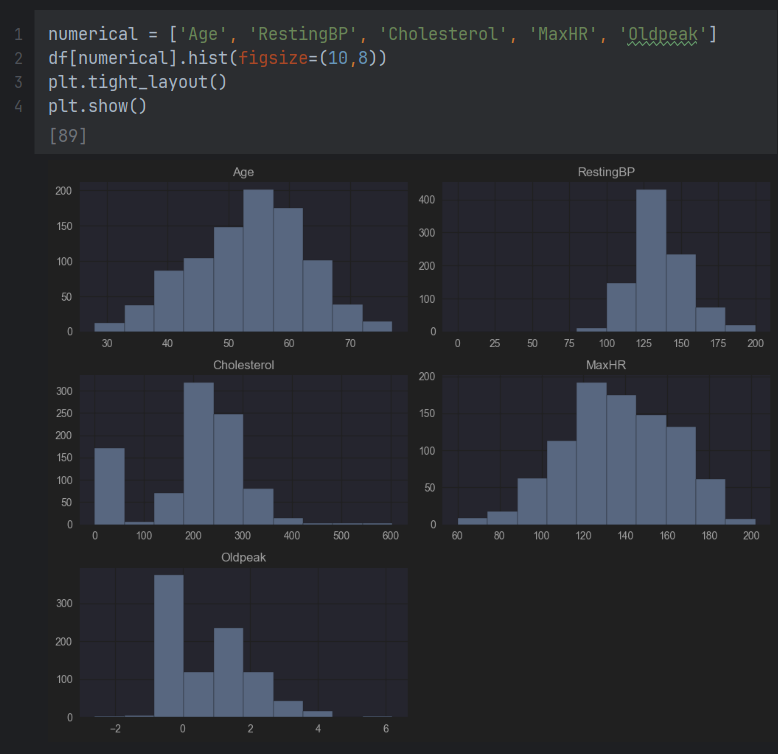 1 numerical = ['Age', 'RestingBP', 'Cholesterol', 'MaxHR', 'Oldpeak']
2 df[numerical].hist(figsize=(10,8))
3 plt.tight_layout()
4 plt.show()
[89]
Age
200
150
100
50
0
30 40 50 60 70
RestingBP
400
300
200
100
0
0 25 50 75 100 125 150 175 200
Cholesterol
300
250
200
150
100
50
0
0 100 200 300 400 500 600
MaxHR
200
150
100
50
0
60 80 100 120 140 160 180 200
Oldpeak
300
200
100
0
−2 0 2 4 6